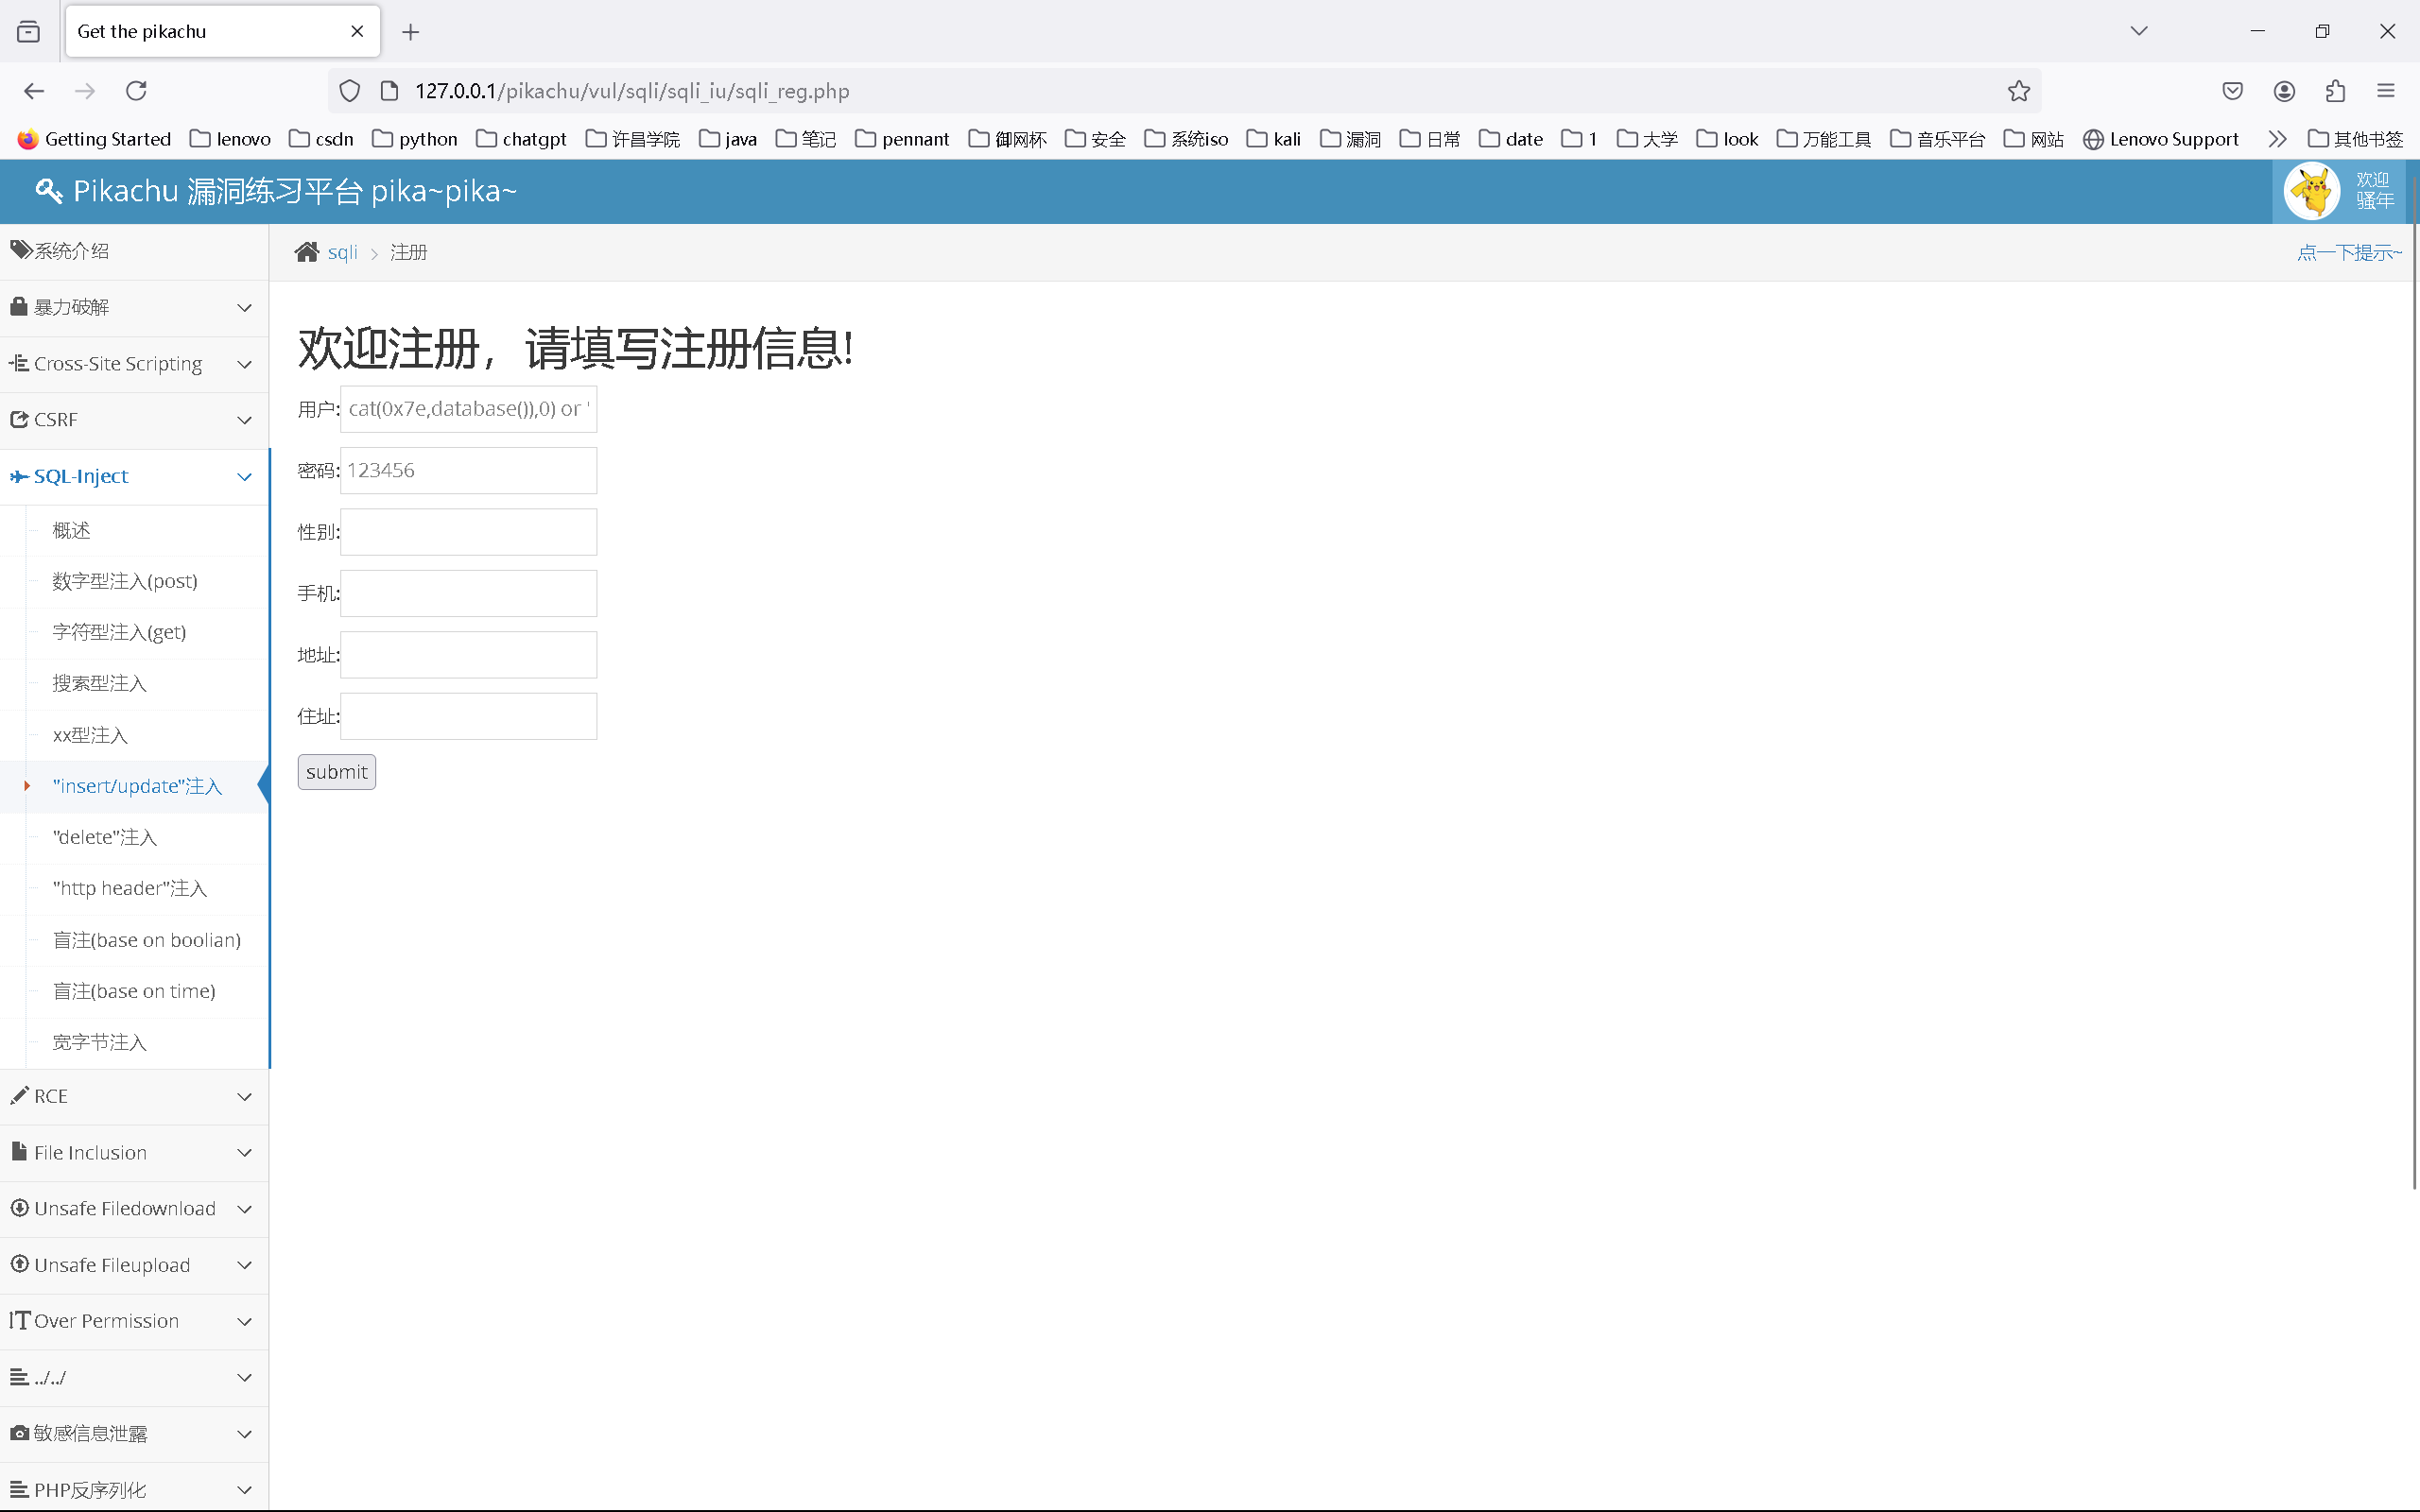 Get the pikachu
127.0.0.1/pikachu/vul/sqli/sqli_iu/sqli_reg.php
Getting Started lenovo csdn python chatgpt 许昌学院 java 笔记 pennant 御网杯 安全 系统iso kali 漏洞 日常 date 1 大学 look 万能工具 音乐平台 网站 Lenovo Support 其他书签
Pikachu 漏洞练习平台 pika~pika~
欢迎
骚年
系统介绍
sqli > 注册
点一下提示~
暴力破解
Cross-Site Scripting
CSRF
SQL-Inject
概述
数字型注入(post)
字符型注入(get)
搜索型注入
xx型注入
"insert/update"注入
"delete"注入
"http header"注入
盲注(base on boolian)
盲注(base on time)
宽字节注入
RCE
File Inclusion
Unsafe Filedownload
Unsafe Fileupload
Over Permission
../../
敏感信息泄露
PHP反序列化
欢迎注册，请填写注册信息!
用户: cat(0x7e,database()),0) or '
密码: 123456
性别:
手机:
地址:
住址:
submit